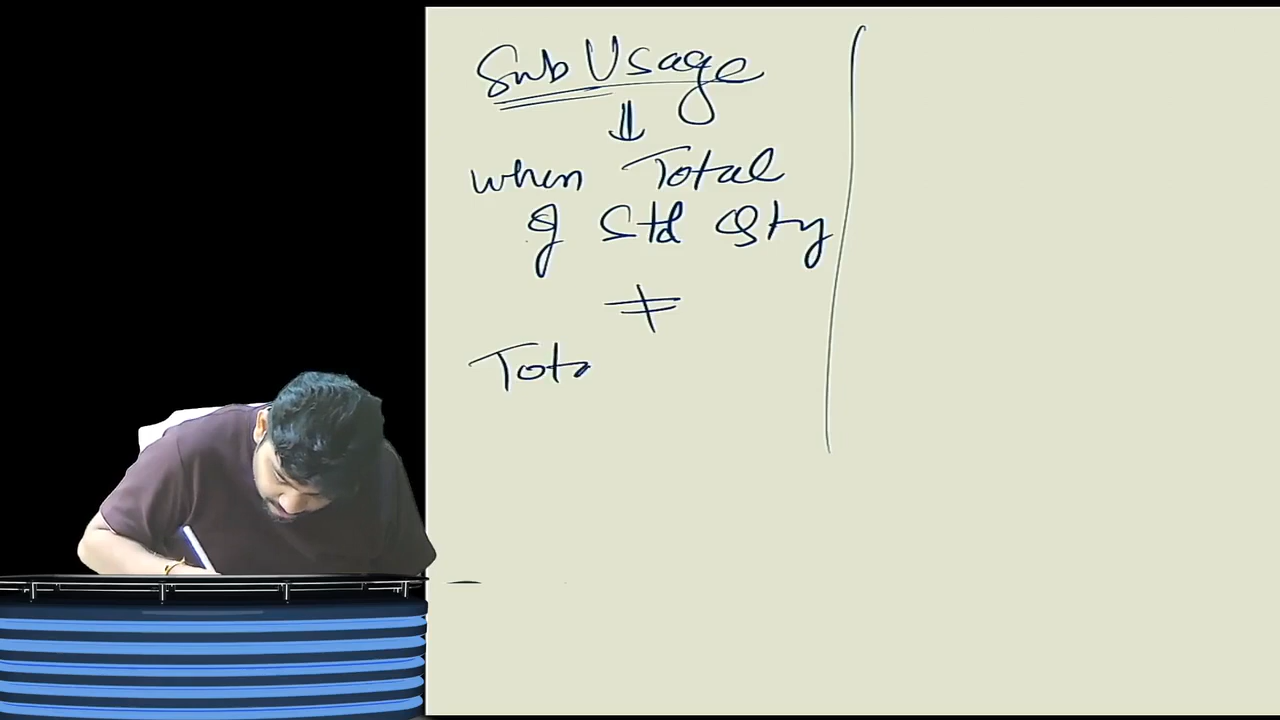 Sub Usage
⇓
when Total
of Std Qty
≠
Tota